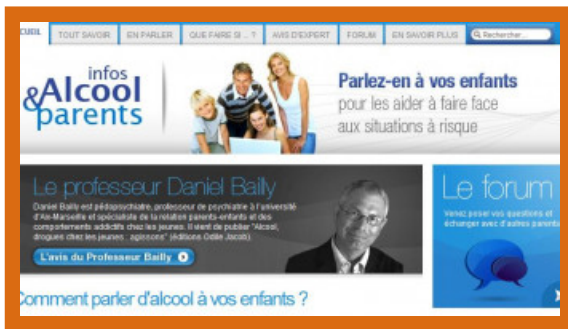 CUEIL TOUT SAVOIR EN PARLER QUE FAIRE SI ... ? AVIS D'EXPERT FORUM EN SAVOIR PLUS Rechercher...
infos
&Alcool
parents
Parlez-en à vos enfants
pour les aider à faire face
aux situations à risque
Le professeur Daniel Bailly
Daniel Bailly est pédopsychiatre, professeur de psychiatrie à l'université
d'Aix-Marseille et spécialiste de la relation parents-enfants et des
comportements addictifs chez les jeunes. Il vient de publier "Alcool,
drogues chez les jeunes : agissons" (éditions Odile Jacob).
L'avis du Professeur Bailly
Le forum
Venez poser vos questions et
échanger avec d'autres parents
Comment parler d'alcool à vos enfants ?